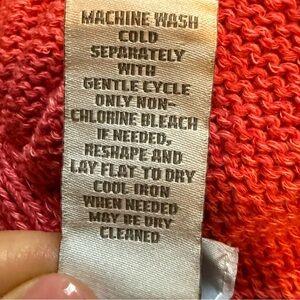 MACHINE WASH
COLD
SEPARATELY
WITH
GENTLE CYCLE
ONLY NON-
CHLORINE BLEACH
IF NEEDED,
RESHAPE AND
LAY FLAT TO DRY
COOL IRON
WHEN NEEDED
MAY BE DRY
CLEANED